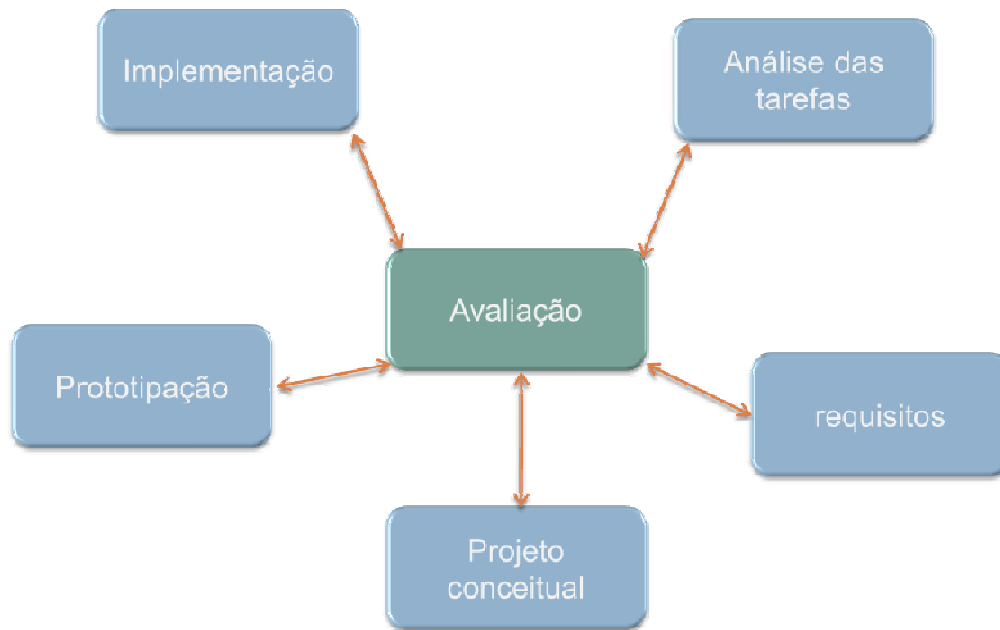 Implementação
Análise das
tarefas
Avaliação
Prototipação
requisitos
Projeto
conceitual